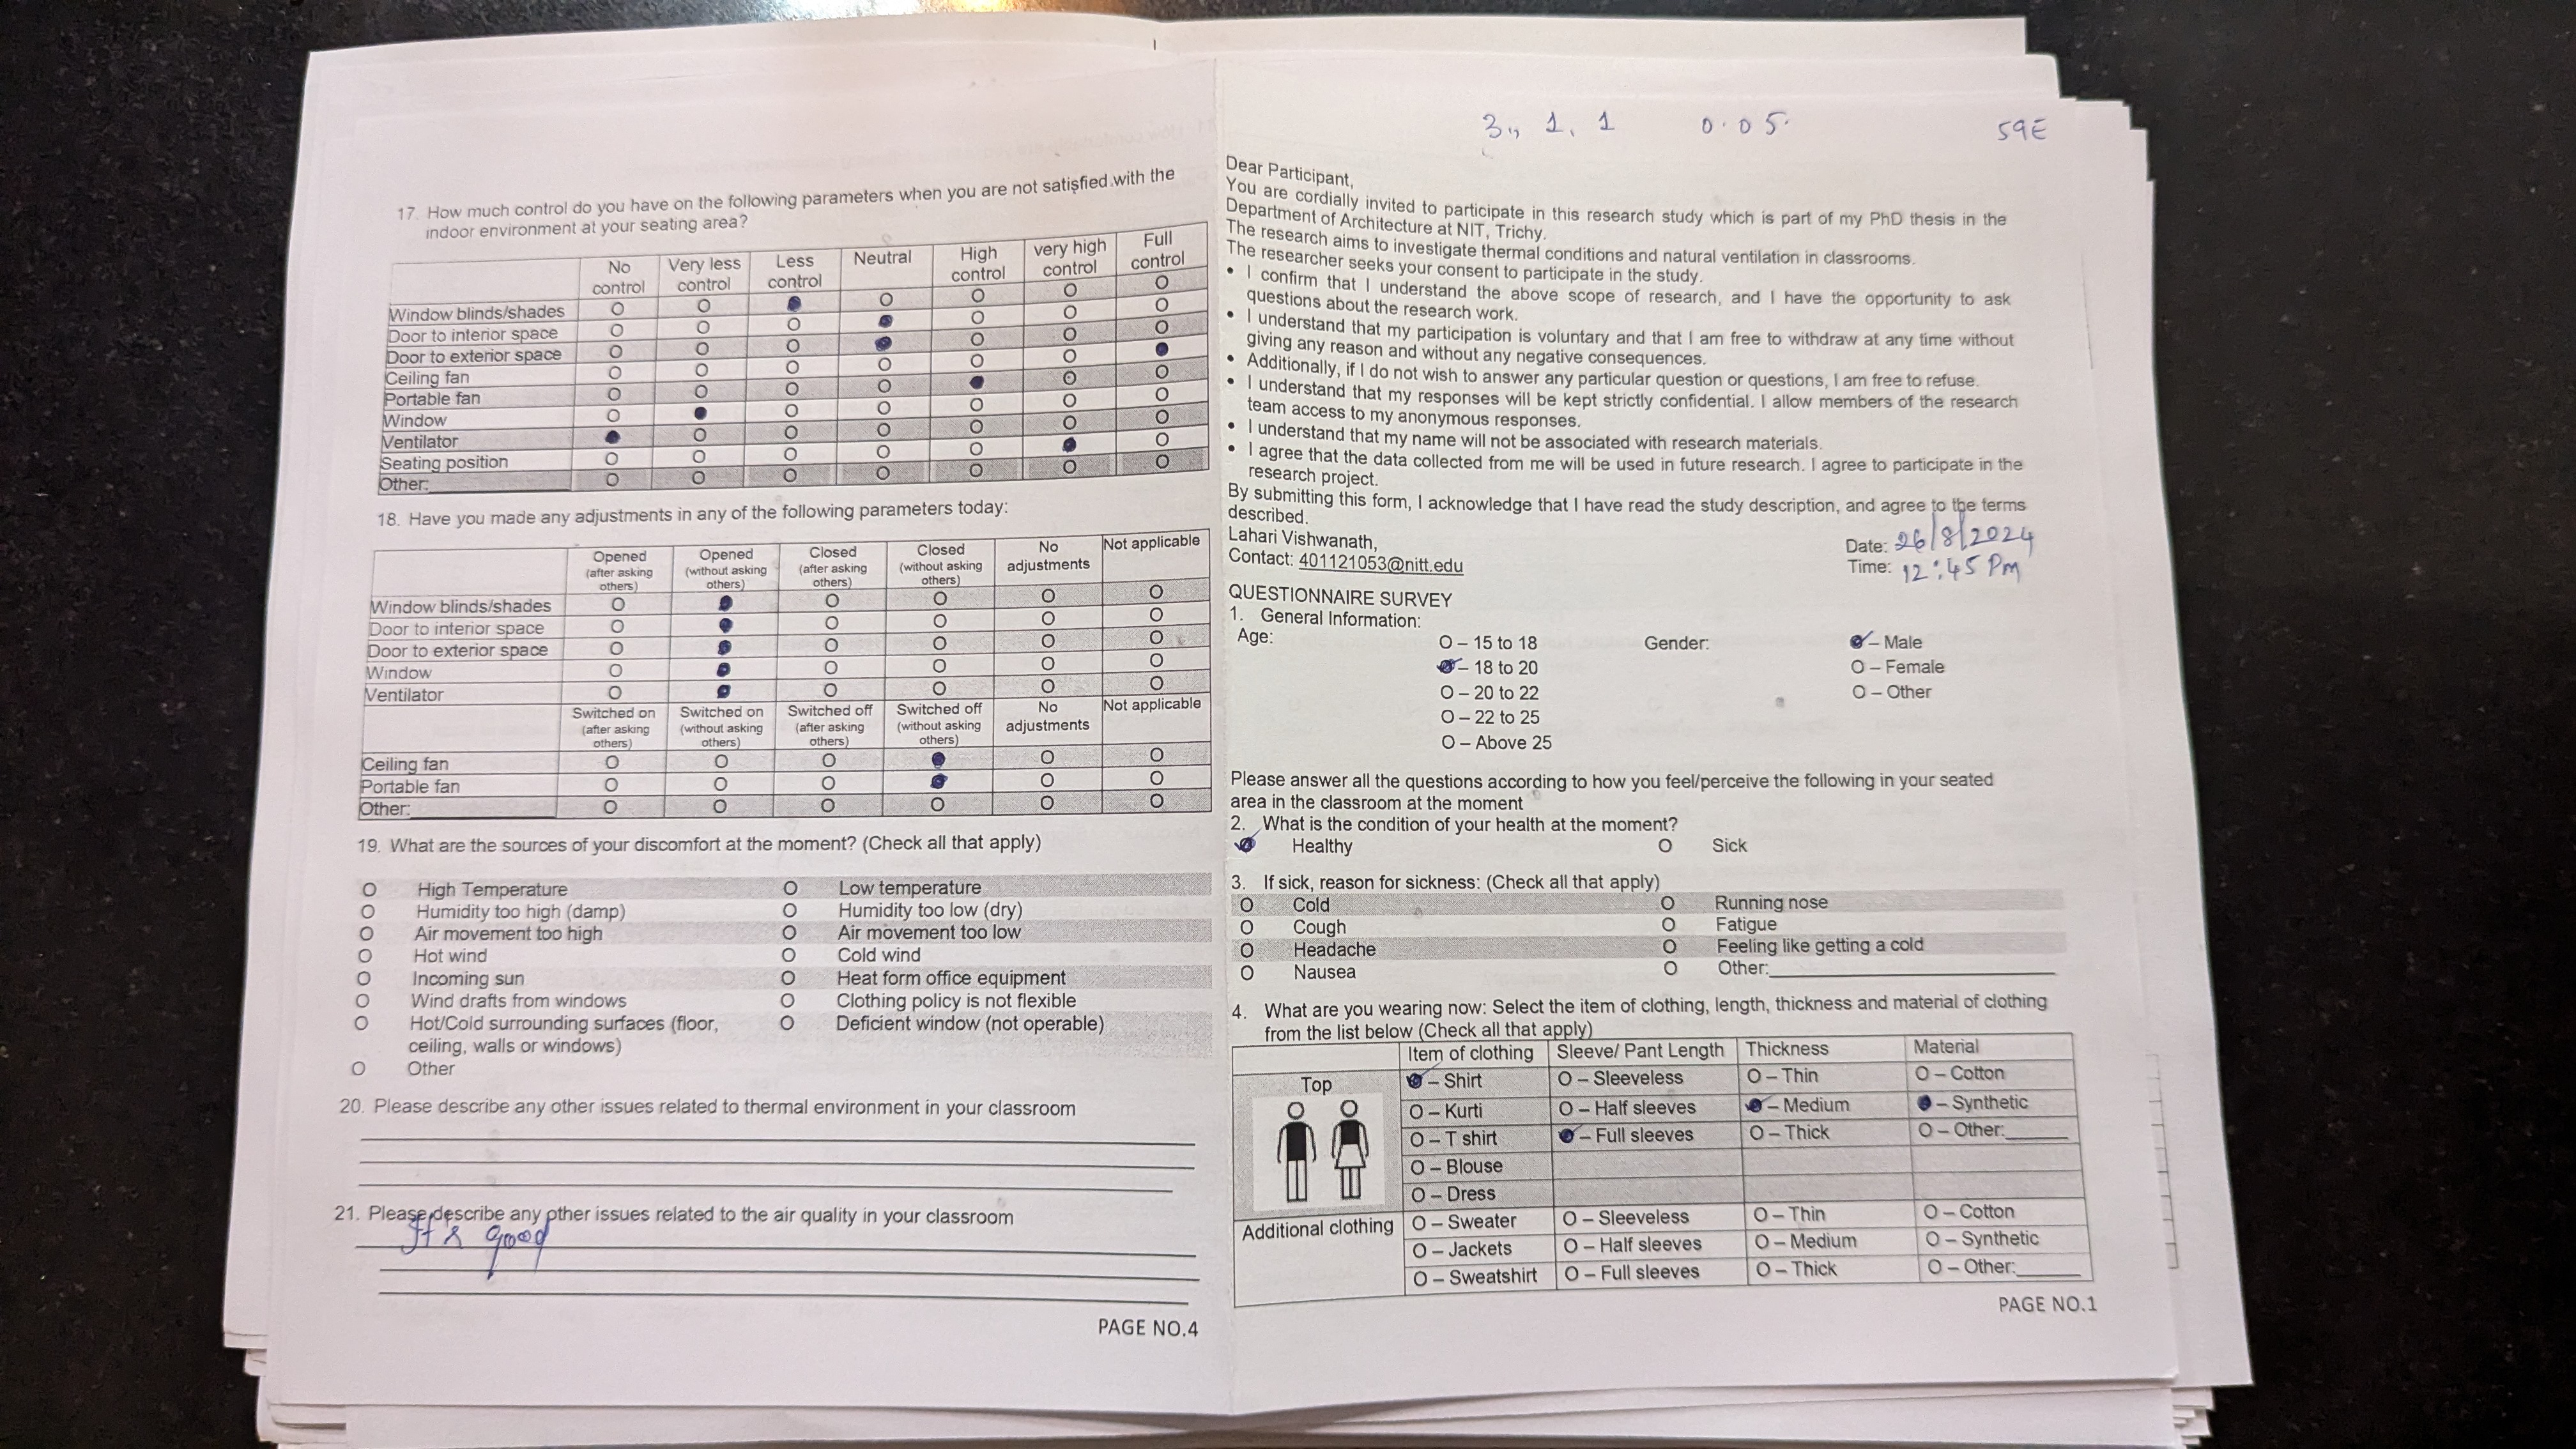 17. How much control do you have on the following parameters when you are not satisfied with the
indoor environment at your seating area?
No control Very less control Less control Neutral High control very high control Full control
Window blinds/shades O O ● O O O O
Door to interior space O O O ● O O O
Door to exterior space O O O ● O O O
Ceiling fan O O O O O O ●
Portable fan O O O O ● O O
Window O ● O O O O O
Ventilator ● O O O O O O
Seating position O O O O O ● O
Other:________ O O O O O O O
18. Have you made any adjustments in any of the following parameters today:
Opened (after asking others) Opened (without asking others) Closed (after asking others) Closed (without asking others) No adjustments Not applicable
Window blinds/shades O ● O O O O
Door to interior space O ● O O O O
Door to exterior space O ● O O O O
Window O ● O O O O
Ventilator O ● O O O O
Switched on (after asking others) Switched on (without asking others) Switched off (after asking others) Switched off (without asking others) No adjustments Not applicable
Ceiling fan O O O ● O O
Portable fan O O O ● O O
Other:________ O O O O O O
19. What are the sources of your discomfort at the moment? (Check all that apply)
O High Temperature O Low temperature
O Humidity too high (damp) O Humidity too low (dry)
O Air movement too high O Air movement too low
O Hot wind O Cold wind
O Incoming sun O Heat form office equipment
O Wind drafts from windows O Clothing policy is not flexible
O Hot/Cold surrounding surfaces (floor, O Deficient window (not operable)
ceiling, walls or windows)
O Other
20. Please describe any other issues related to thermal environment in your classroom
21. Please describe any other issues related to the air quality in your classroom
It's good
PAGE NO.4
3,, 1, 1 0.05. 59E
Dear Participant,
You are cordially invited to participate in this research study which is part of my PhD thesis in the
Department of Architecture at NIT, Trichy.
The research aims to investigate thermal conditions and natural ventilation in classrooms.
The researcher seeks your consent to participate in the study.
• I confirm that I understand the above scope of research, and I have the opportunity to ask
questions about the research work.
• I understand that my participation is voluntary and that I am free to withdraw at any time without
giving any reason and without any negative consequences.
• Additionally, if I do not wish to answer any particular question or questions, I am free to refuse.
• I understand that my responses will be kept strictly confidential. I allow members of the research
team access to my anonymous responses.
• I understand that my name will not be associated with research materials.
• I agree that the data collected from me will be used in future research. I agree to participate in the
research project.
By submitting this form, I acknowledge that I have read the study description, and agree to the terms
described.
Lahari Vishwanath,
Contact: 401121053@nitt.edu
Date: 26/8/2024
Time: 12:45 Pm
QUESTIONNAIRE SURVEY
1. General Information:
Age: O – 15 to 18 Gender: ● – Male
● – 18 to 20 O – Female
O – 20 to 22 O – Other
O – 22 to 25
O – Above 25
Please answer all the questions according to how you feel/perceive the following in your seated
area in the classroom at the moment
2. What is the condition of your health at the moment?
● Healthy O Sick
3. If sick, reason for sickness: (Check all that apply)
O Cold O Running nose
O Cough O Fatigue
O Headache O Feeling like getting a cold
O Nausea O Other:________
4. What are you wearing now: Select the item of clothing, length, thickness and material of clothing
from the list below (Check all that apply)
Item of clothing Sleeve/ Pant Length Thickness Material
Top ● – Shirt O – Sleeveless O – Thin O – Cotton
O – Kurti O – Half sleeves ● – Medium ● – Synthetic
O – T shirt ● – Full sleeves O – Thick O – Other:______
O – Blouse
O – Dress
Additional clothing O – Sweater O – Sleeveless O – Thin O – Cotton
O – Jackets O – Half sleeves O – Medium O – Synthetic
O – Sweatshirt O – Full sleeves O – Thick O – Other:______
PAGE NO.1